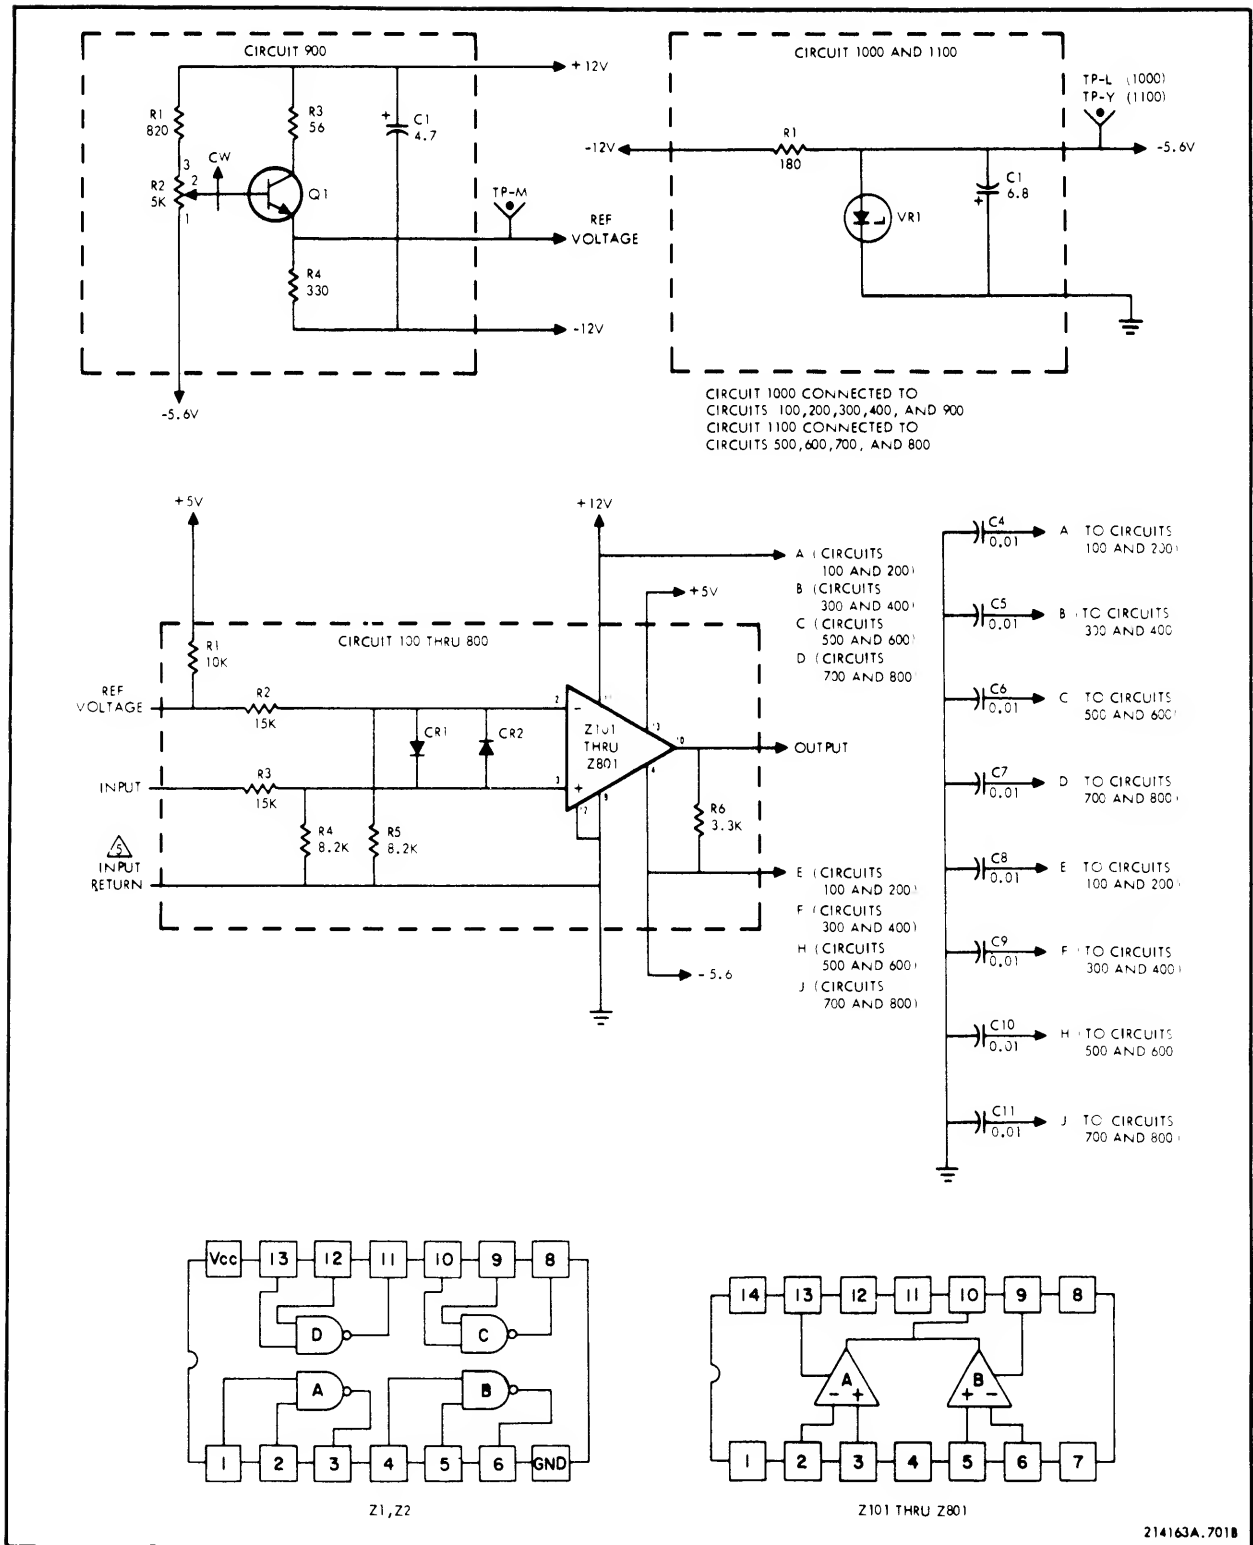 CIRCUIT 900
+12V
R1
820
R3
56
+ C1
4.7
CW
3
2
R2
5K
1
Q1
TP-M
REF
VOLTAGE
R4
330
-12V
-5.6V
CIRCUIT 1000 AND 1100
TP-L (1000)
TP-Y (1100)
-12V
R1
180
-5.6V
C1
+ 6.8
VR1
CIRCUIT 1000 CONNECTED TO
CIRCUITS 100,200,300,400, AND 900
CIRCUIT 1100 CONNECTED TO
CIRCUITS 500,600,700, AND 800
+5V
+12V
A (CIRCUITS
100 AND 200)
B (CIRCUITS
300 AND 400)
C (CIRCUITS
500 AND 600)
D (CIRCUITS
700 AND 800)
+5V
CIRCUIT 100 THRU 800
R1
10K
REF
VOLTAGE
R2
15K
CR1
CR2
2
-
11
Z101
THRU
Z801
13
10
OUTPUT
INPUT
R3
15K
3
+
12
9
4
R4
8.2K
R5
8.2K
R6
3.3K
5
INPUT
RETURN
E (CIRCUITS
100 AND 200)
F (CIRCUITS
300 AND 400)
H (CIRCUITS
500 AND 600)
J (CIRCUITS
700 AND 800)
-5.6
C4
0.01
A TO CIRCUITS
100 AND 200)
C5
0.01
B (TO CIRCUITS
300 AND 400
C6
0.01
C TO CIRCUITS
500 AND 600)
C7
0.01
D TO CIRCUITS
700 AND 800)
C8
0.01
E TO CIRCUITS
100 AND 200)
C9
0.01
F (TO CIRCUITS
300 AND 400)
C10
0.01
H (TO CIRCUITS
500 AND 600
C11
0.01
J TO CIRCUITS
700 AND 800)
Vcc 13 12 11 10 9 8
D
C
A
B
1 2 3 4 5 6 GND
Z1,Z2
14 13 12 11 10 9 8
A
- +
B
+ -
1 2 3 4 5 6 7
Z101 THRU Z801
214163A.701B